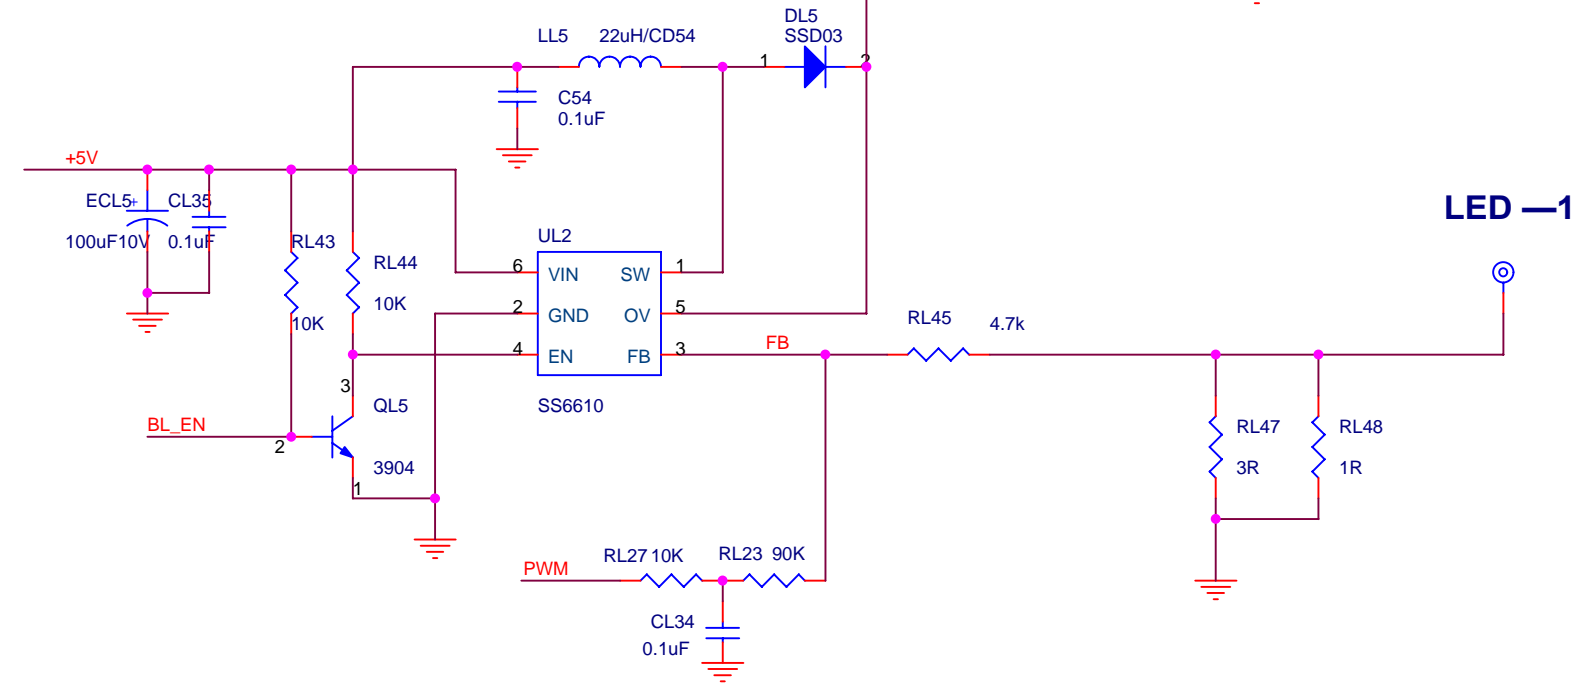 DL5
LL5 22uH/CD54 SSD03
1 2
C54
0.1uF
+5V
ECL5 + CL35
100uF10V 0.1uF
RL43
10K
RL44
10K
UL2
6 VIN SW 1
2 GND OV 5
4 EN FB 3
SS6610
FB
RL45 4.7k
LED —1
3
QL5
BL_EN
2
3904
1
RL47
3R
RL48
1R
PWM
RL27 10K RL23 90K
CL34
0.1uF